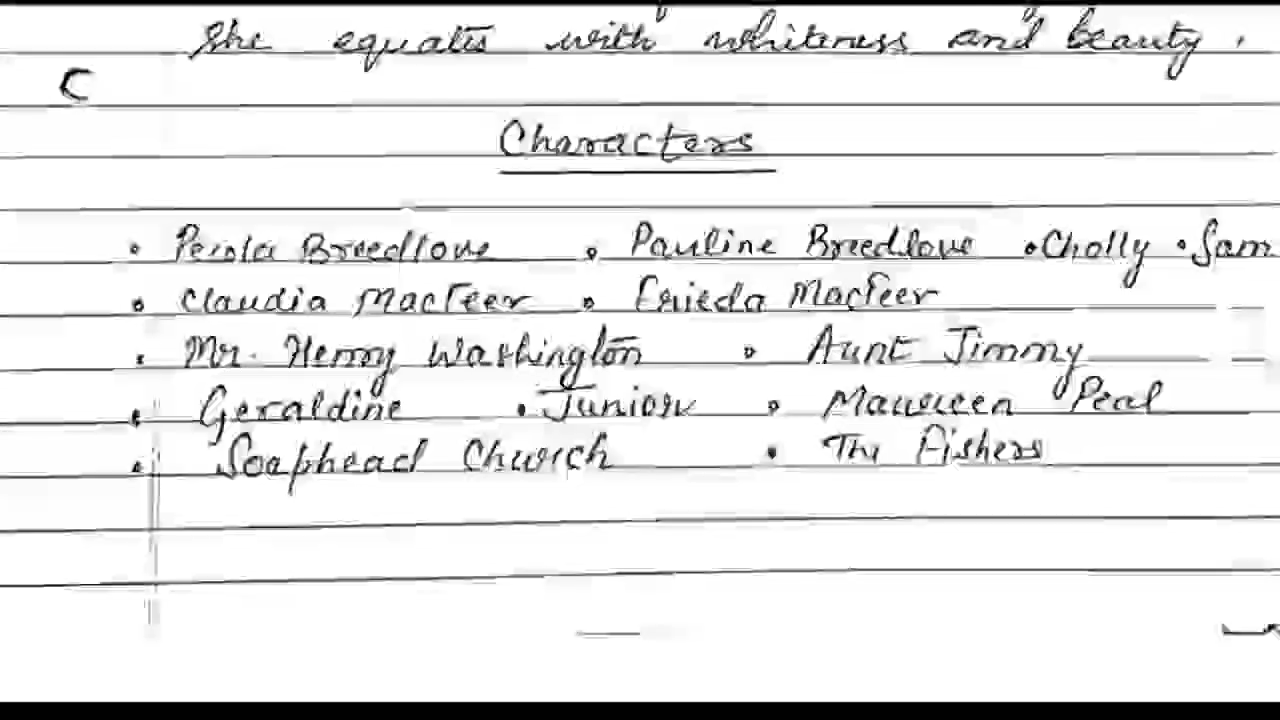 she equates with whiteness and beauty.
C
Characters
• Pecola Breedlove • Pauline Breedlove • Cholly • Sam
• Claudia Macteer • Frieda Macteer
• Mr. Henry Washington • Aunt Jimmy
• Geraldine • Junior • Maureen Peal
• Soaphead Church • The Fishers